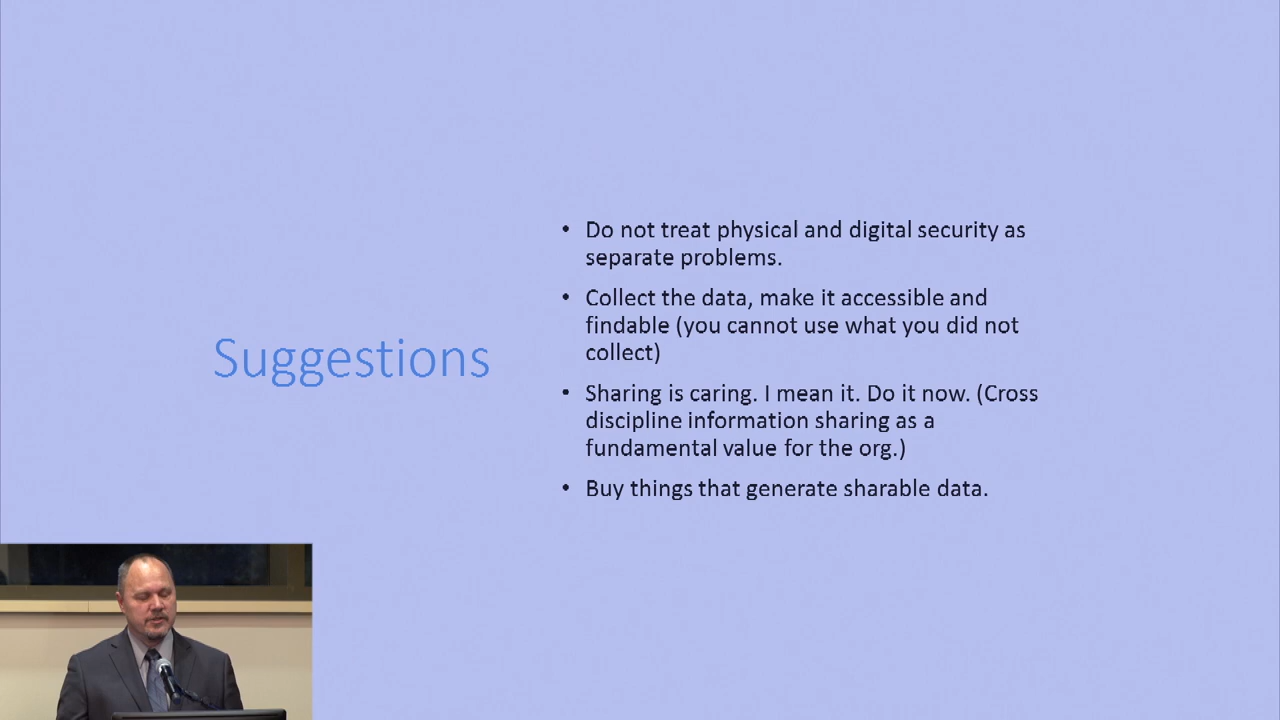 Suggestions
• Do not treat physical and digital security as
separate problems.
• Collect the data, make it accessible and
findable (you cannot use what you did not
collect)
• Sharing is caring. I mean it. Do it now. (Cross
discipline information sharing as a
fundamental value for the org.)
• Buy things that generate sharable data.